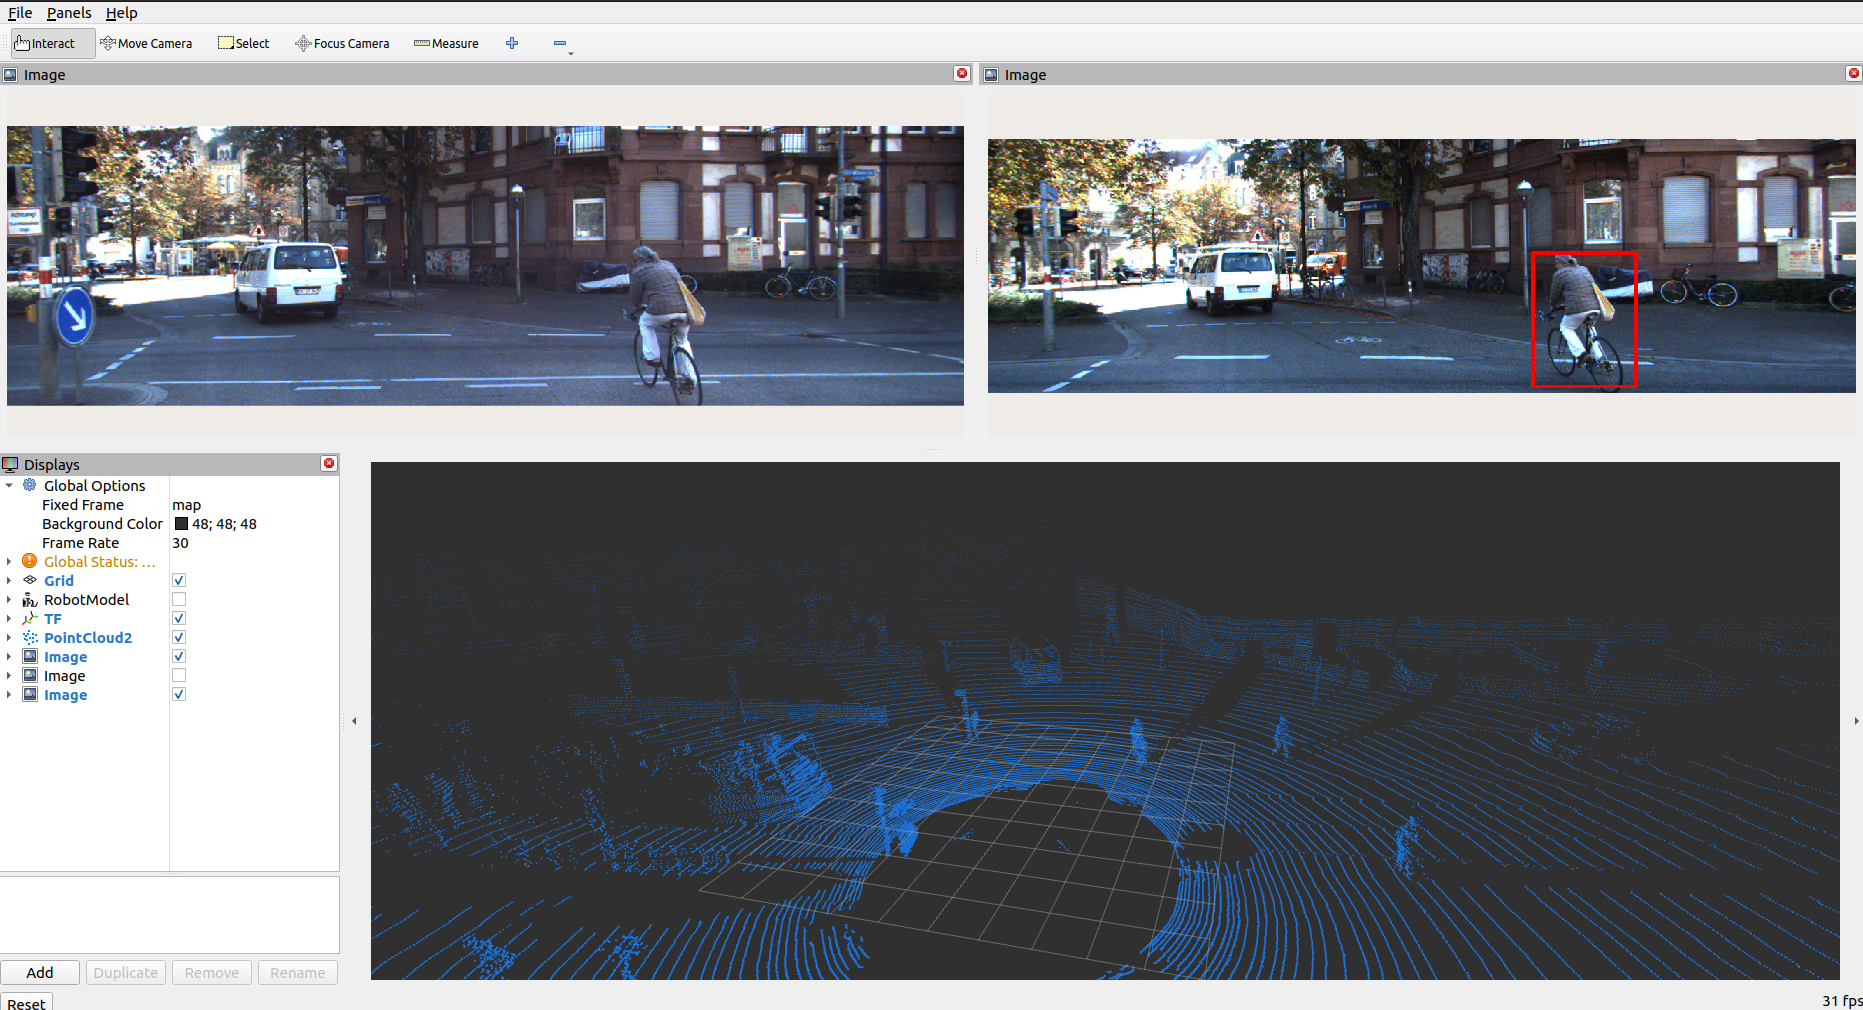 File Panels Help
Interact Move Camera Select Focus Camera Measure
Image
Image
Displays
Global Options
Fixed Frame map
Background Color 48; 48; 48
Frame Rate 30
Global Status: ...
Grid
RobotModel
TF
PointCloud2
Image
Image
Image
Add Duplicate Remove Rename
Reset
31 fps